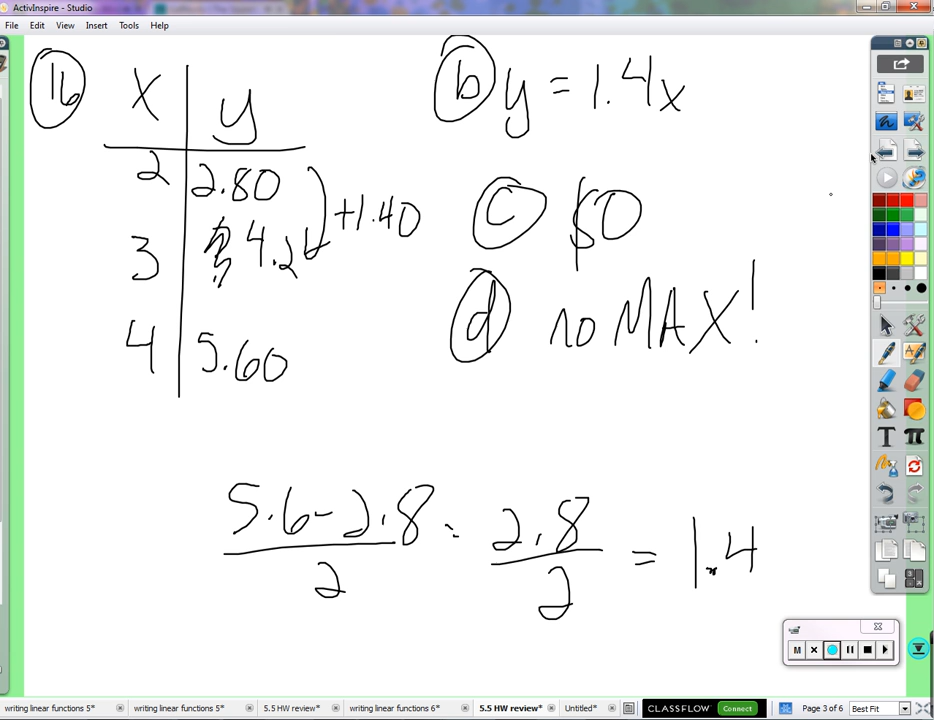 ActivInspire - Studio
File Edit View Insert Tools Help
16
x y
2 2.80
3 4.2
4 5.60
+1.40
b y = 1.4x
c $0
d no MAX!
5.6-2.8 = 2.8 = 1.4
2 2
M
writing linear functions 5* writing linear functions 5* 5.5 HW review* writing linear functions 6* 5.5 HW review* Untitled* CLASSFLOW Connect Page 3 of 6 Best Fit